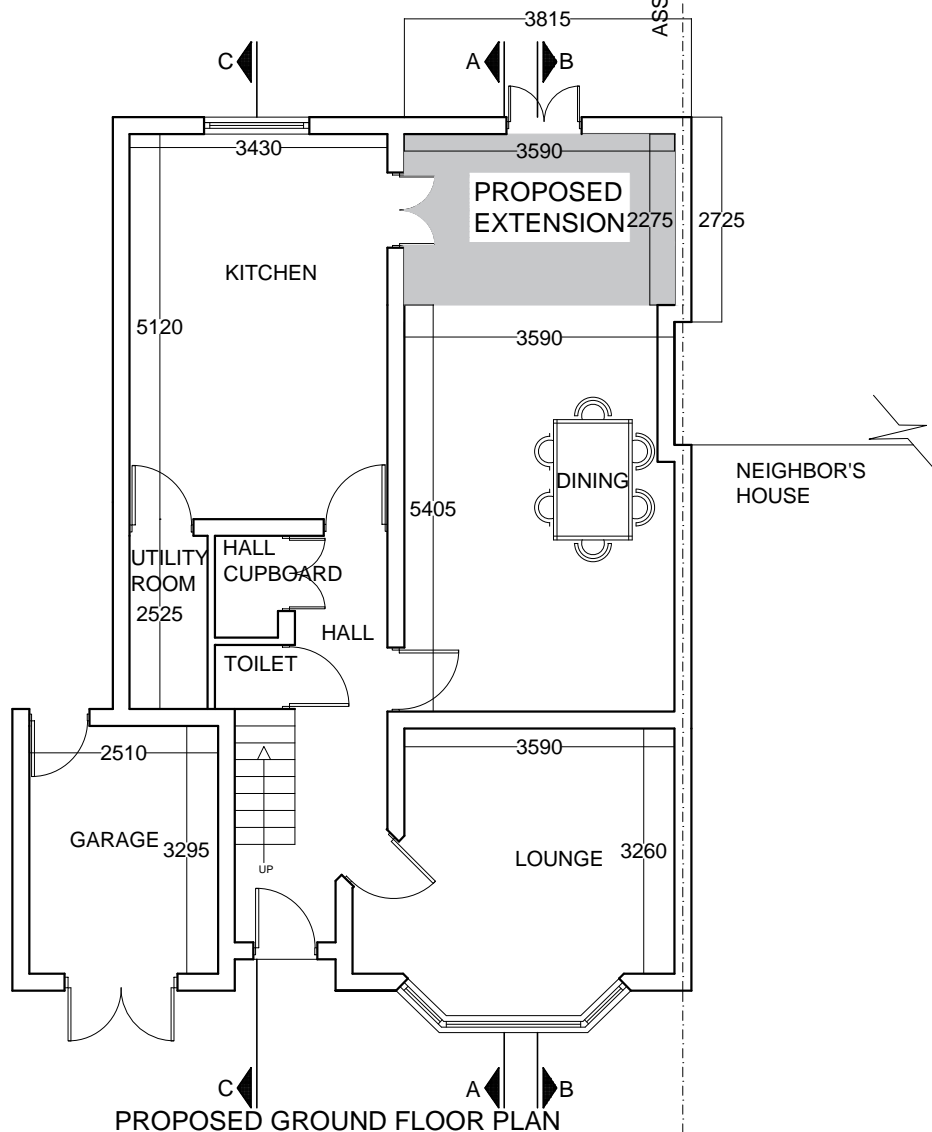 ASS
3815
C
A
B
3430
3590
PROPOSED
EXTENSION
2275
2725
KITCHEN
5120
3590
DINING
NEIGHBOR'S
HOUSE
5405
UTILITY
ROOM
2525
HALL
CUPBOARD
HALL
TOILET
2510
3590
GARAGE
3295
LOUNGE
3260
UP
C
A
B
PROPOSED GROUND FLOOR PLAN